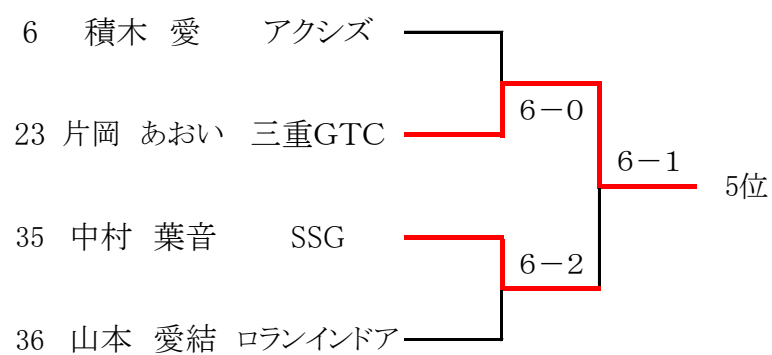 6 積木 愛 アクシズ
6－0
23 片岡 あおい 三重GTC
6－1
5位
35 中村 葉音 SSG
6－2
36 山本 愛結 ロランインドア